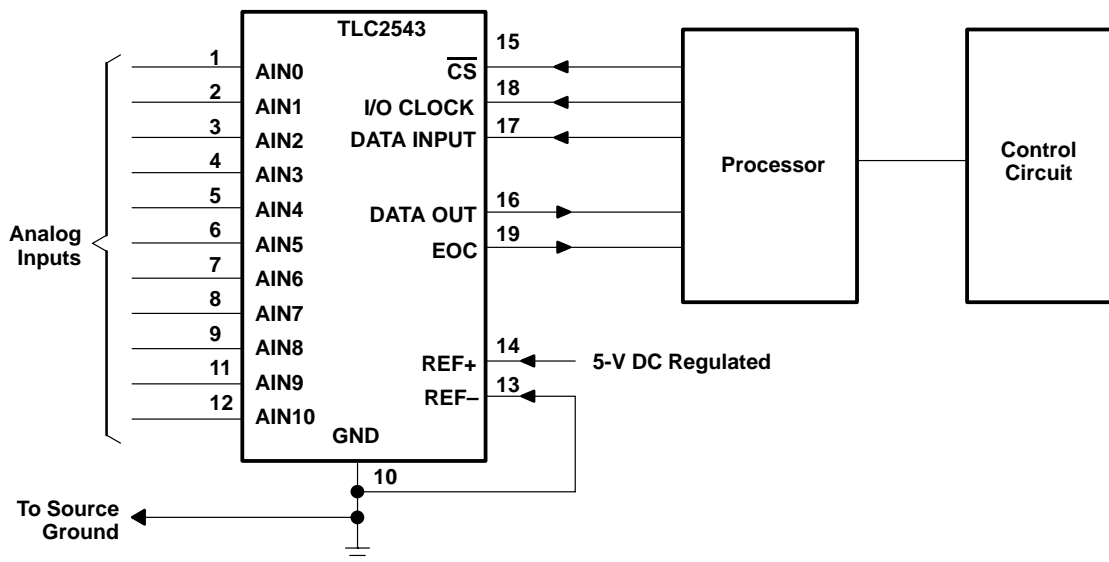 TLC2543
1 AIN0
2 AIN1
3 AIN2
4 AIN3
5 AIN4
6 AIN5
7 AIN6
8 AIN7
9 AIN8
11 AIN9
12 AIN10
Analog
Inputs
15
CS
18
I/O CLOCK
17
DATA INPUT
16
DATA OUT
19
EOC
14
REF+
5-V DC Regulated
13
REF–
GND
10
To Source
Ground
Processor
Control
Circuit